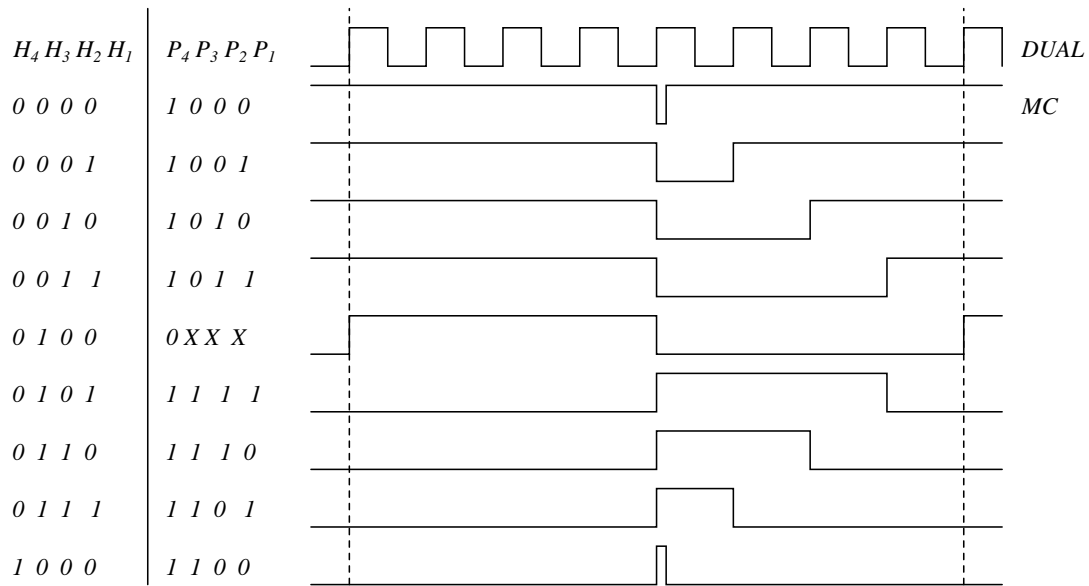 H₄ H₃ H₂ H₁ P₄ P₃ P₂ P₁ DUAL
0 0 0 0 1 0 0 0 MC
0 0 0 1 1 0 0 1
0 0 1 0 1 0 1 0
0 0 1 1 1 0 1 1
0 1 0 0 0 X X X
0 1 0 1 1 1 1 1
0 1 1 0 1 1 1 0
0 1 1 1 1 1 0 1
1 0 0 0 1 1 0 0